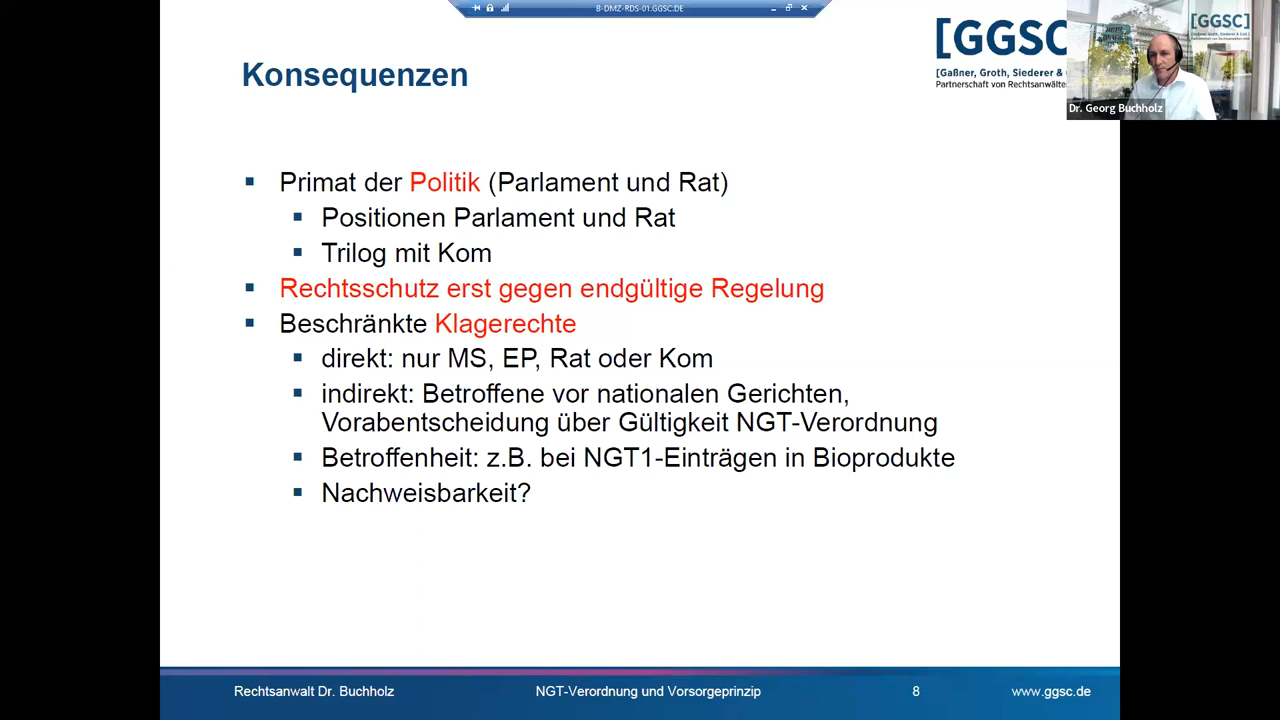 B-DMZ-RDS-01.GGSC.DE
[GGSC
[Gaßner, Groth, Siederer &
Partnerschaft von Rechtsanwälte
[GGSC]
Dr. Georg Buchholz
Konsequenzen
Primat der Politik (Parlament und Rat)
Positionen Parlament und Rat
Trilog mit Kom
Rechtsschutz erst gegen endgültige Regelung
Beschränkte Klagerechte
direkt: nur MS, EP, Rat oder Kom
indirekt: Betroffene vor nationalen Gerichten,
Vorabentscheidung über Gültigkeit NGT-Verordnung
Betroffenheit: z.B. bei NGT1-Einträgen in Bioprodukte
Nachweisbarkeit?
Rechtsanwalt Dr. Buchholz
NGT-Verordnung und Vorsorgeprinzip
8
www.ggsc.de